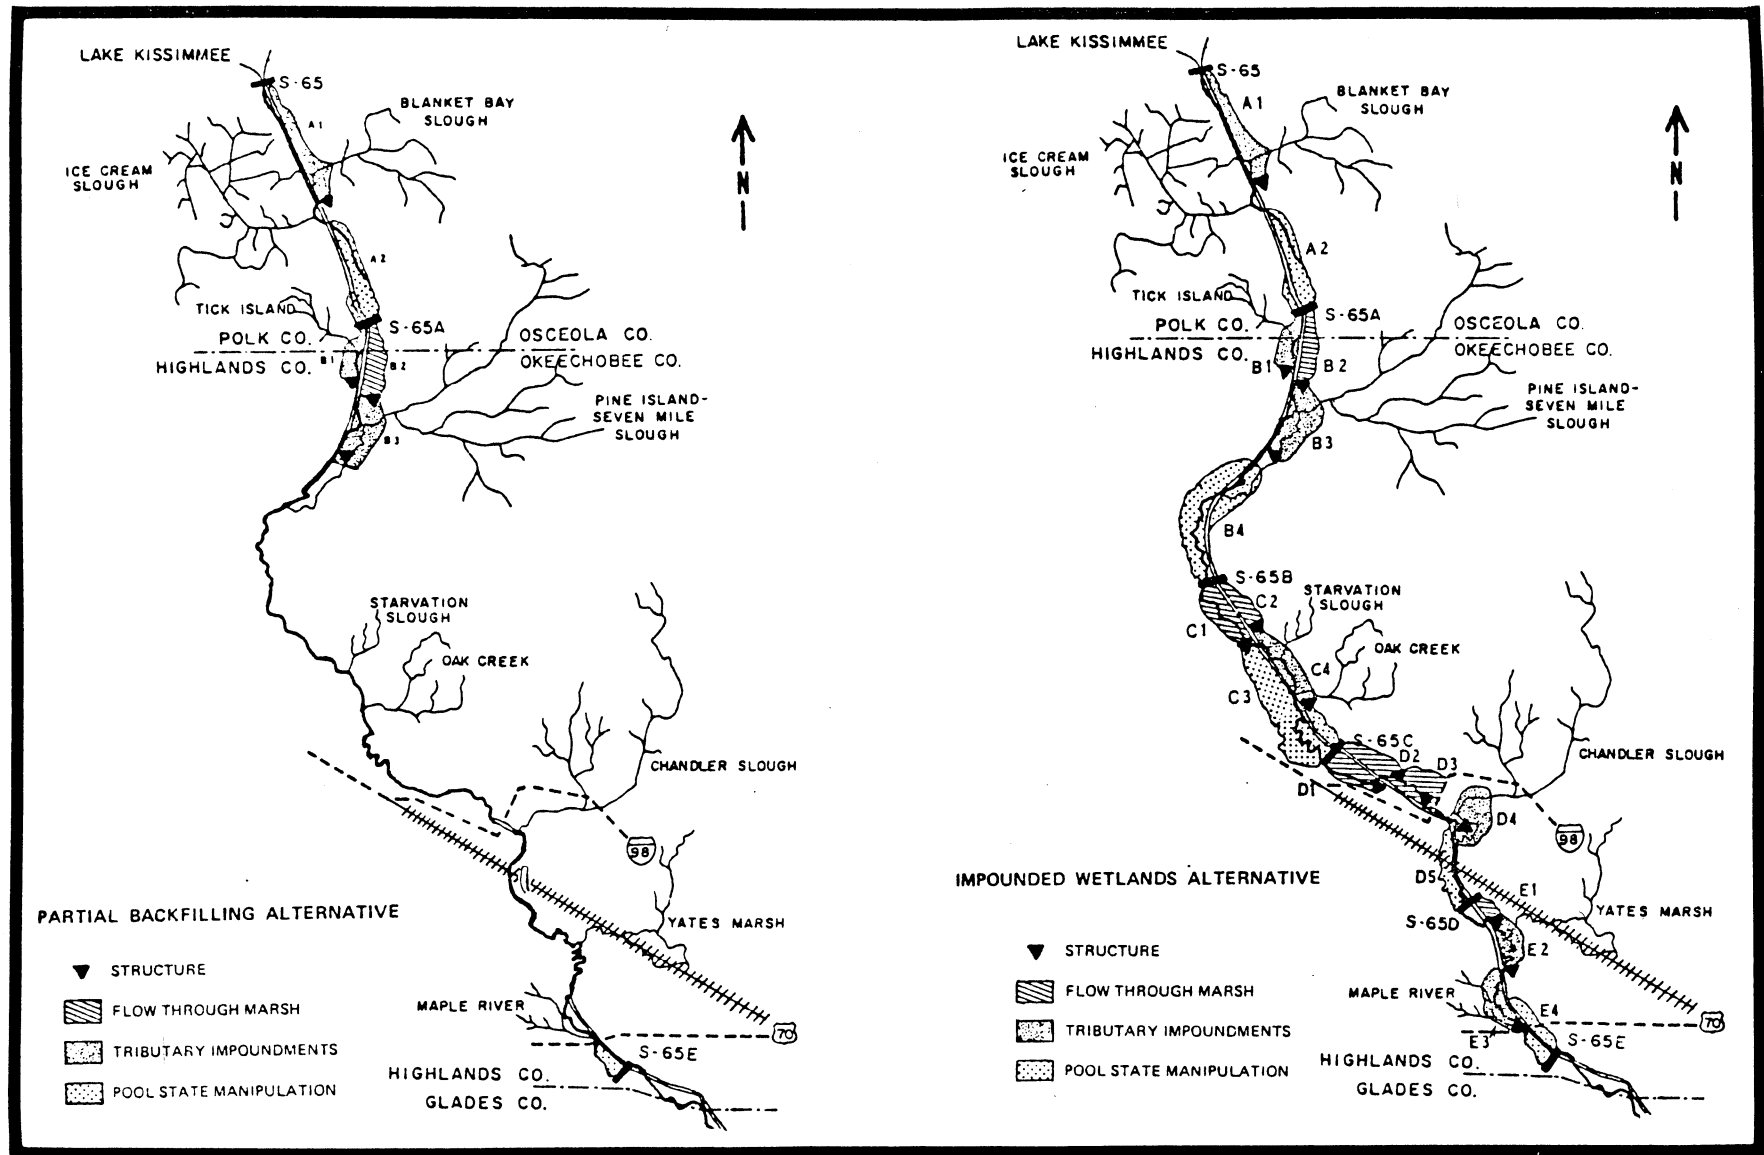 LAKE KISSIMMEE
S-65
BLANKET BAY
SLOUGH
A1
ICE CREAM
SLOUGH
N
A2
TICK ISLAND
S-65A
POLK CO.
OSCEOLA CO.
HIGHLANDS CO.
OKEECHOBEE CO.
B1
B2
PINE ISLAND-
SEVEN MILE
SLOUGH
B3
STARVATION
SLOUGH
OAK CREEK
CHANDLER SLOUGH
98
PARTIAL BACKFILLING ALTERNATIVE
YATES MARSH
STRUCTURE
FLOW THROUGH MARSH
TRIBUTARY IMPOUNDMENTS
POOL STATE MANIPULATION
MAPLE RIVER
70
S-65E
HIGHLANDS CO.
GLADES CO.
LAKE KISSIMMEE
S-65
A1
BLANKET BAY
SLOUGH
ICE CREAM
SLOUGH
N
A2
TICK ISLAND
S-65A
POLK CO.
OSCEOLA CO.
HIGHLANDS CO.
OKEECHOBEE CO.
B1
B2
PINE ISLAND-
SEVEN MILE
SLOUGH
B3
B4
S-65B
C2
STARVATION
SLOUGH
C1
OAK CREEK
C4
C3
S-65C
D2
D3
CHANDLER SLOUGH
D1
D4
98
IMPOUNDED WETLANDS ALTERNATIVE
D5
E1
S-65D
YATES MARSH
E2
STRUCTURE
FLOW THROUGH MARSH
TRIBUTARY IMPOUNDMENTS
POOL STATE MANIPULATION
MAPLE RIVER
E4
70
E3
S-65E
HIGHLANDS CO.
GLADES CO.